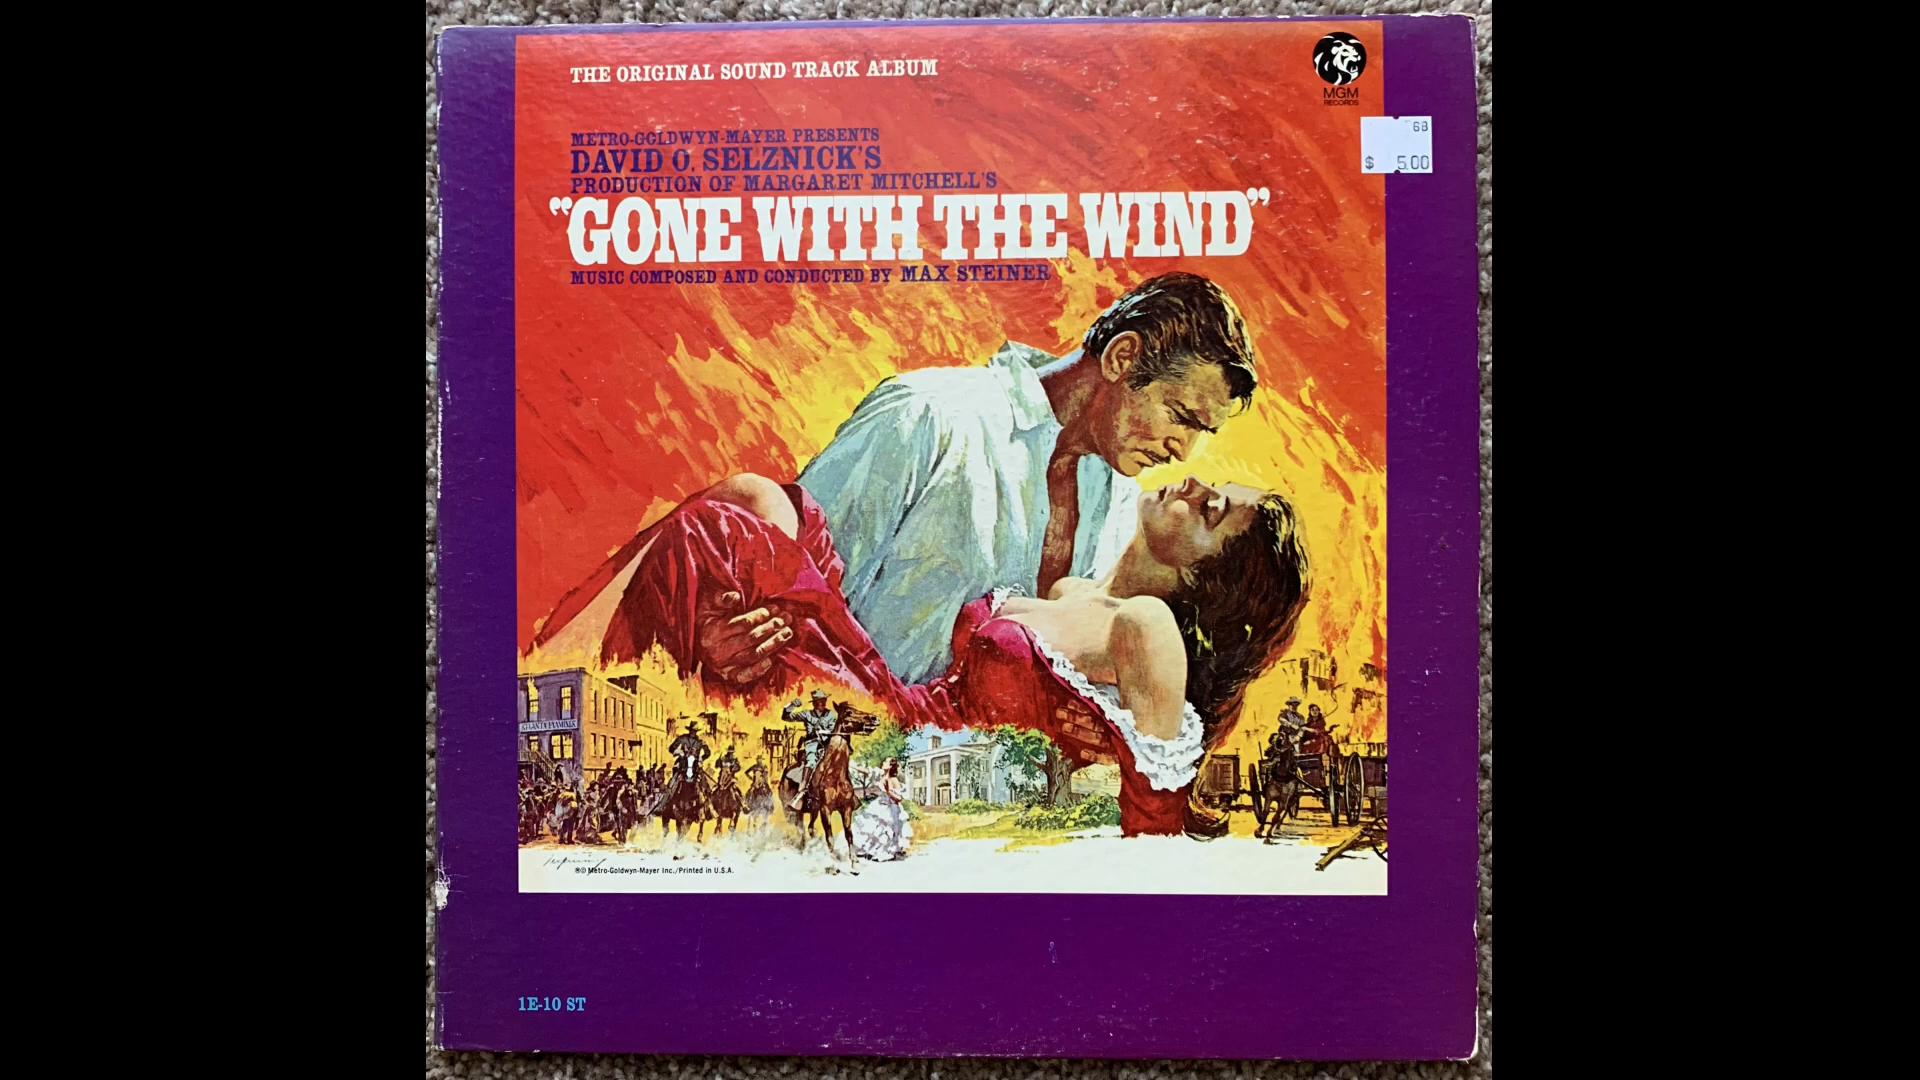 THE ORIGINAL SOUND TRACK ALBUM
MGM
RECORDS
68
$ 5.00
METRO-GOLDWYN-MAYER PRESENTS
DAVID O. SELZNICK'S
PRODUCTION OF MARGARET MITCHELL'S
"GONE WITH THE WIND"
MUSIC COMPOSED AND CONDUCTED BY MAX STEINER
Metro-Goldwyn-Mayer Inc./Printed in U.S.A.
1E-10 ST